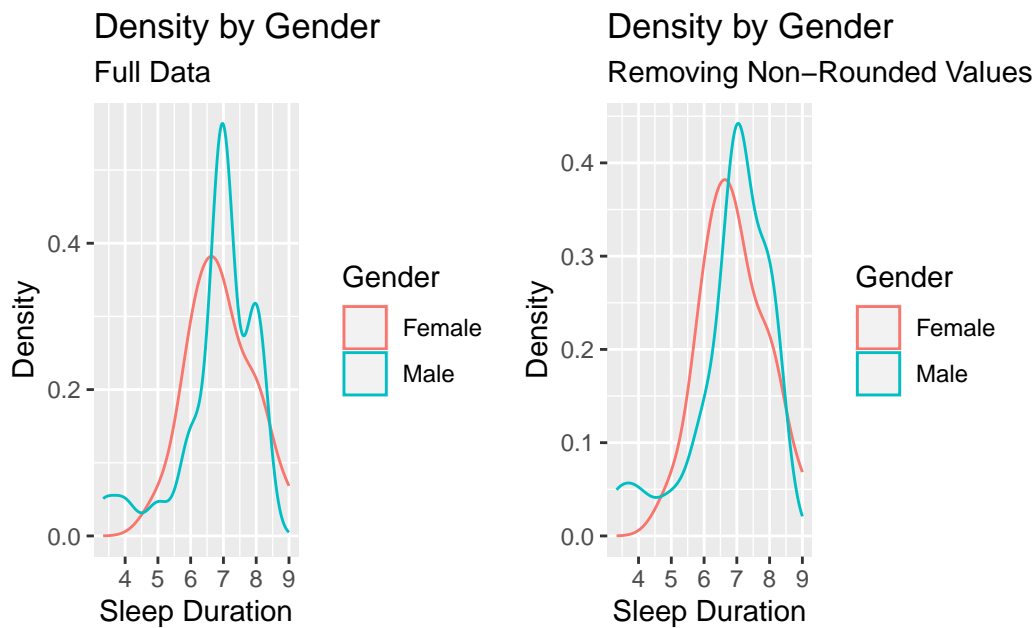 Density by Gender
Full Data
0.4
0.2
0.0
Density
4 5 6 7 8 9
Sleep Duration
Gender
Female
Male
Density by Gender
Removing Non−Rounded Values
0.4
0.3
0.2
0.1
0.0
Density
4 5 6 7 8 9
Sleep Duration
Gender
Female
Male